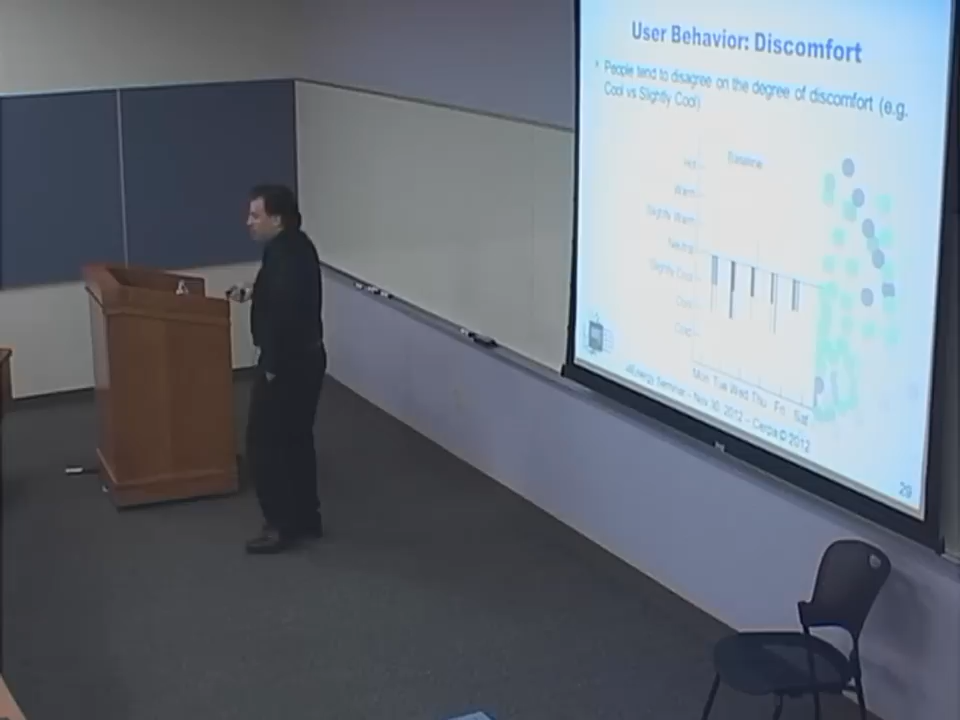 User Behavior: Discomfort
• People tend to disagree on the degree of discomfort (e.g.
Cool vs Slightly Cool)
Baseline
Hot
Warm
Slightly Warm
Neutral
Slightly Cool
Cool
Cold
Mon Tue Wed Thu Fri Sat
Energy Seminar – Nov 30, 2012 – Cerpa © 2012
29